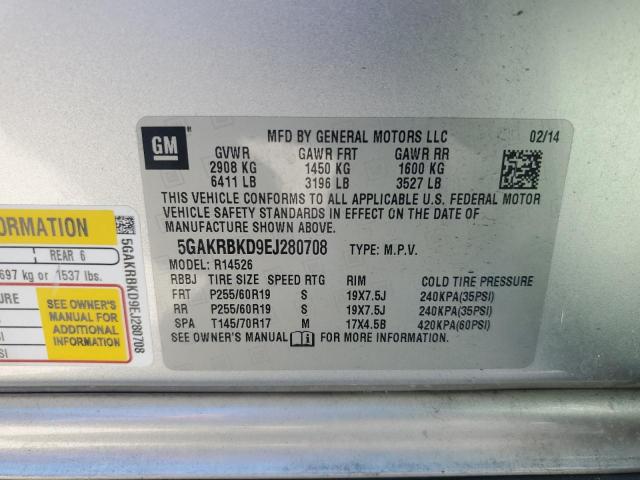 GM
MFD BY GENERAL MOTORS LLC 02/14
GVWR GAWR FRT GAWR RR
2908 KG 1450 KG 1600 KG
6411 LB 3196 LB 3527 LB
THIS VEHICLE CONFORMS TO ALL APPLICABLE U.S. FEDERAL MOTOR
VEHICLE SAFETY STANDARDS IN EFFECT ON THE DATE OF
MANUFACTURE SHOWN ABOVE.
5GAKRBKD9EJ280708 TYPE: M.P.V.
MODEL: R14526
RBBJ TIRE SIZE SPEED RTG RIM COLD TIRE PRESSURE
FRT P255/60R19 S 19X7.5J 240KPA(35PSI)
RR P255/60R19 S 19X7.5J 240KPA(35PSI)
SPA T145/70R17 M 17X4.5B 420KPA(60PSI)
SEE OWNER'S MANUAL FOR MORE INFORMATION.
FORMATION
REAR 6
697 kg or 1537 lbs.
SEE OWNER'S
MANUAL FOR
ADDITIONAL
INFORMATION
5GAKRBKD9EJ280708